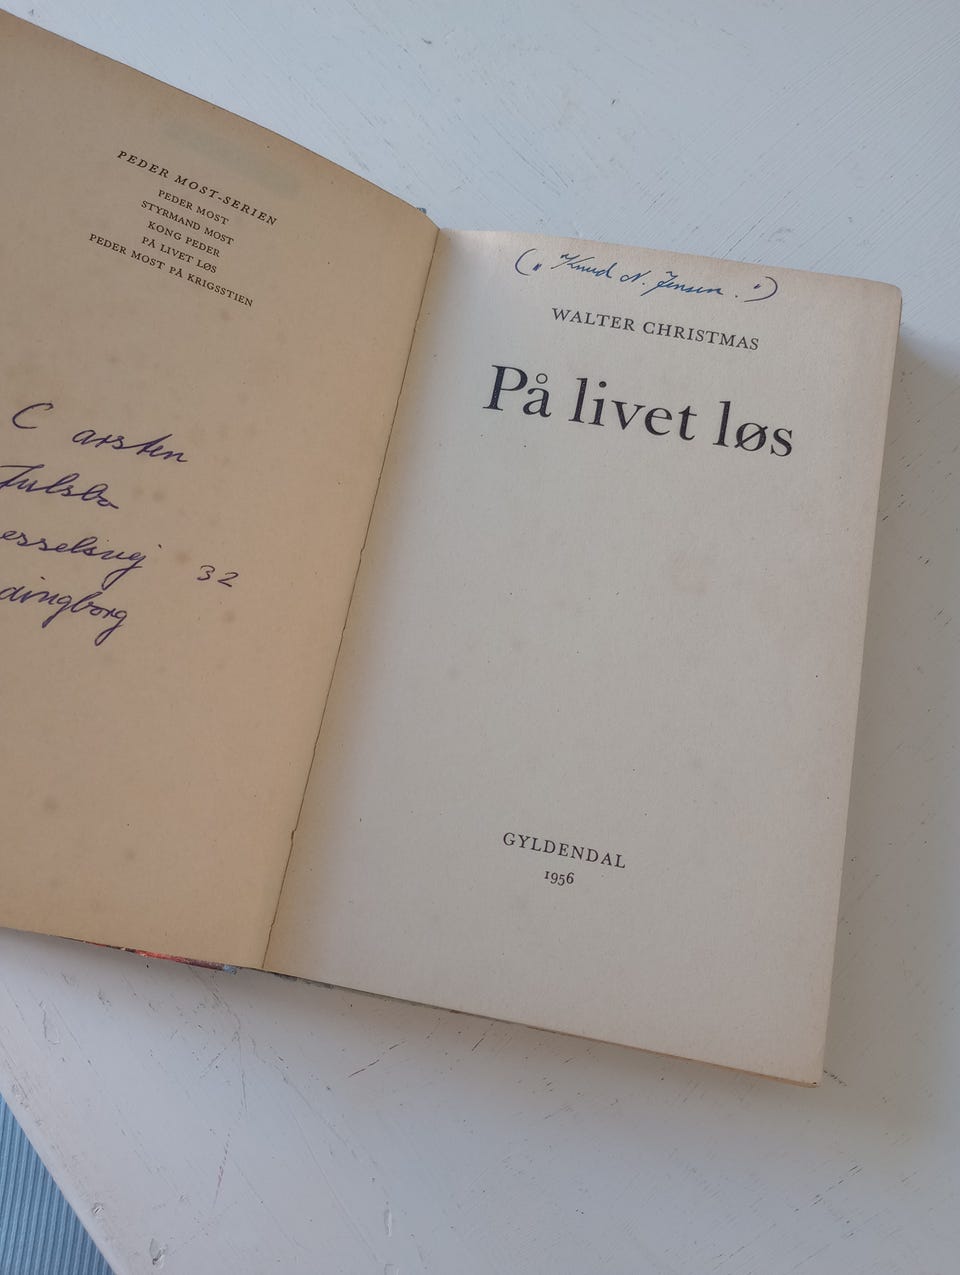 PEDER MOST-SERIEN
PEDER MOST
STYRMAND MOST
KONG PEDER
PÅ LIVET LØS
PEDER MOST PÅ KRIGSSTIEN
C arsten
32
("Knud N. Jensen.")
WALTER CHRISTMAS
På livet løs
GYLDENDAL
1956